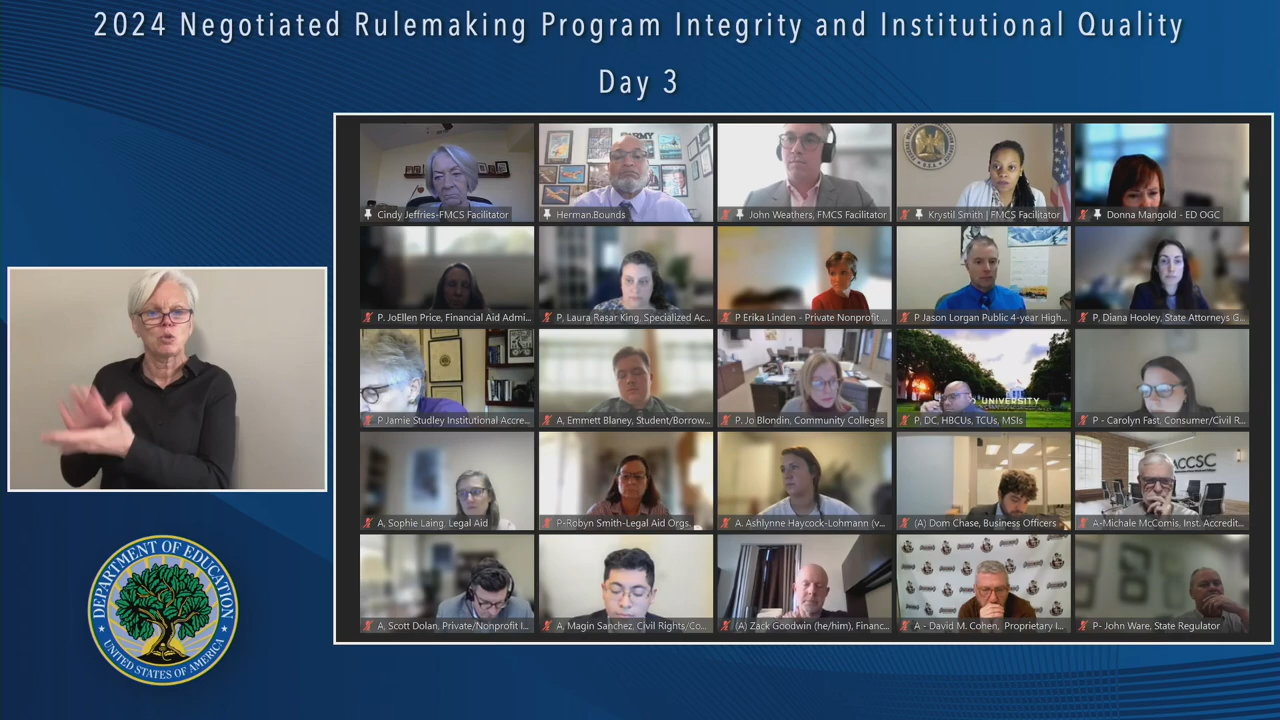 2024 Negotiated Rulemaking Program Integrity and Institutional Quality
Day 3
Cindy Jeffries-FMCS Facilitator
Herman.Bounds
John Weathers, FMCS Facilitator
Krystil Smith | FMCS Facilitator
Donna Mangold - ED OGC
P. JoEllen Price, Financial Aid Admi...
P, Laura Rasar King, Specialized Ac...
P Erika Linden - Private Nonprofit ...
P Jason Lorgan Public 4-year High...
P, Diana Hooley, State Attorneys G...
P Jamie Studley Institutional Accre...
A, Emmett Blaney, Student/Borrow...
P. Jo Blondin, Community Colleges
UNIVERSITY
P, DC, HBCUs, TCUs, MSIs
P - Carolyn Fast, Consumer/Civil R...
A, Sophie Laing, Legal Aid
P-Robyn Smith-Legal Aid Orgs.
A. Ashlynne Haycock-Lohmann (v...
(A) Dom Chase, Business Officers
ACCSC
A-Michale McComis, Inst. Accredit...
A, Scott Dolan, Private/Nonprofit I...
A, Magin Sanchez, Civil Rights/Co...
(A) Zack Goodwin (he/him), Financ...
A - David M. Cohen, Proprietary I...
P- John Ware, State Regulator
DEPARTMENT OF EDUCATION
UNITED STATES OF AMERICA